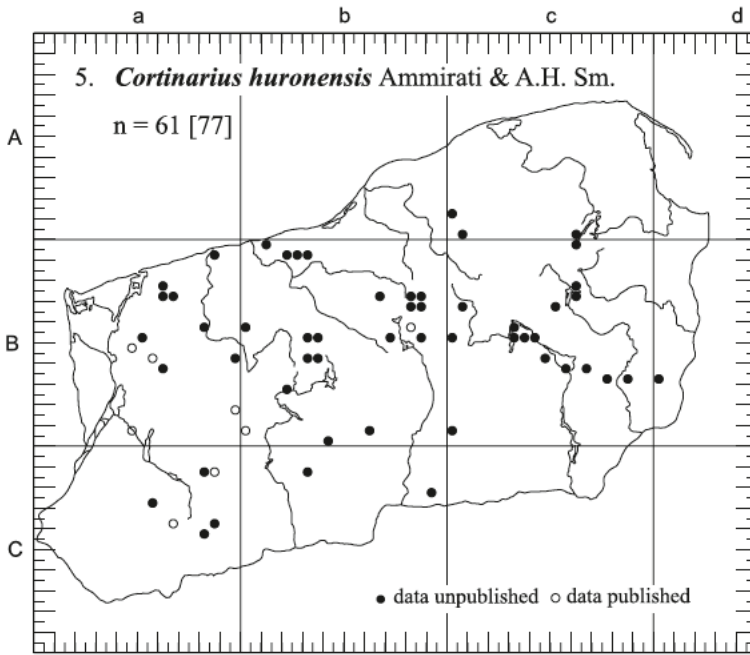 a b c d
5. Cortinarius huronensis Ammirati & A.H. Sm.
n = 61 [77]
A
B
C
data unpublished data published